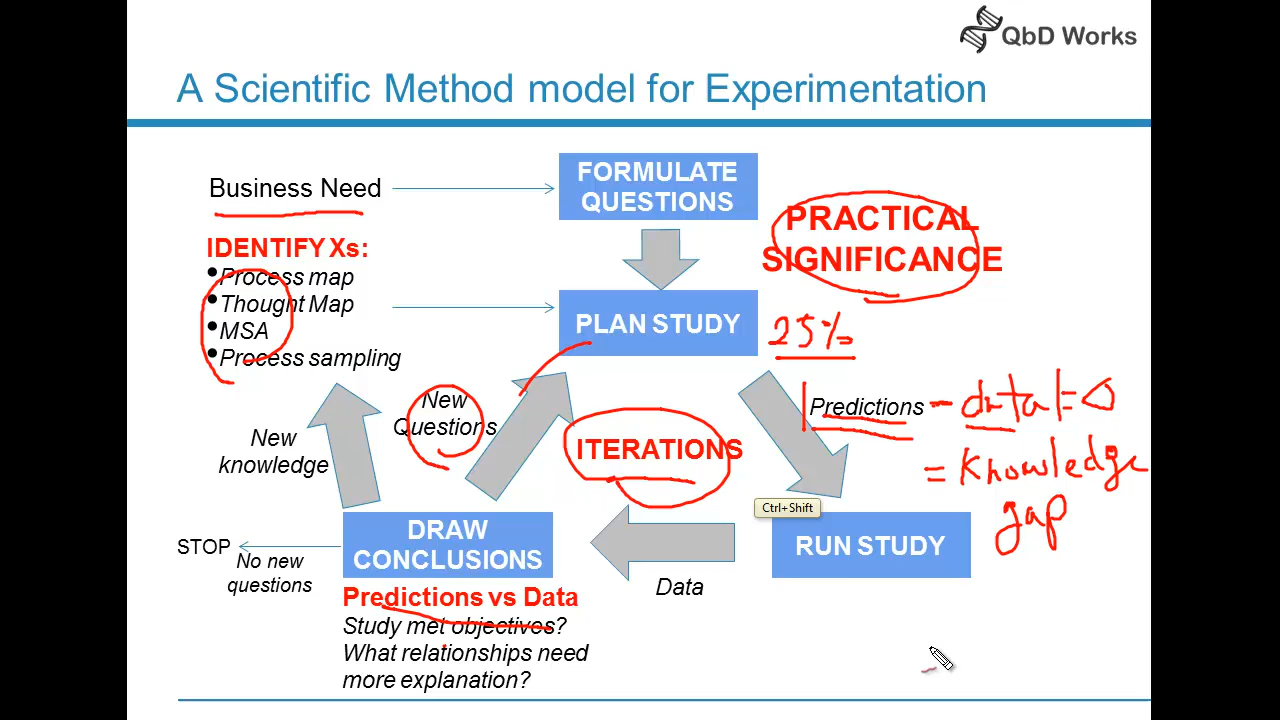 QbD Works
A Scientific Method model for Experimentation
Business Need
FORMULATE
QUESTIONS
PRACTICAL
SIGNIFICANCE
IDENTIFY Xs:
•Process map
•Thought Map
•MSA
•Process sampling
PLAN STUDY
25%
New
Questions
ITERATIONS
Predictions - data ≠ 0
= Knowledge
gap
New
knowledge
Ctrl+Shift
STOP
No new
questions
DRAW
CONCLUSIONS
Data
RUN STUDY
Predictions vs Data
Study met objectives?
What relationships need
more explanation?